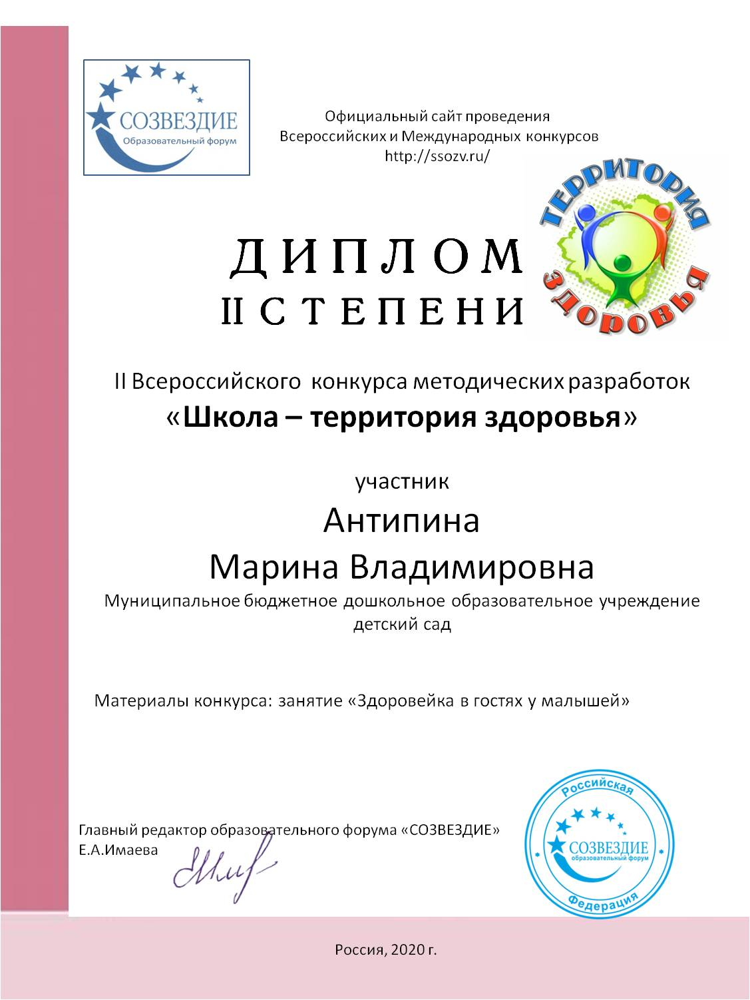 СОЗВЕЗДИЕ
Образовательный форум
Официальный сайт проведения
Всероссийских и Международных конкурсов
http://ssozv.ru/
ТЕРРИТОРИЯ
ЗДОРОВЬЯ
ДИПЛОМ
II СТЕПЕНИ
II Всероссийского конкурса методических разработок
«Школа – территория здоровья»
участник
Антипина
Марина Владимировна
Муниципальное бюджетное дошкольное образовательное учреждение
детский сад
Материалы конкурса: занятие «Здоровейка в гостях у малышей»
Главный редактор образовательного форума «СОЗВЕЗДИЕ»
Е.А.Имаева
Российская
СОЗВЕЗДИЕ
образовательный форум
Федерация
Россия, 2020 г.